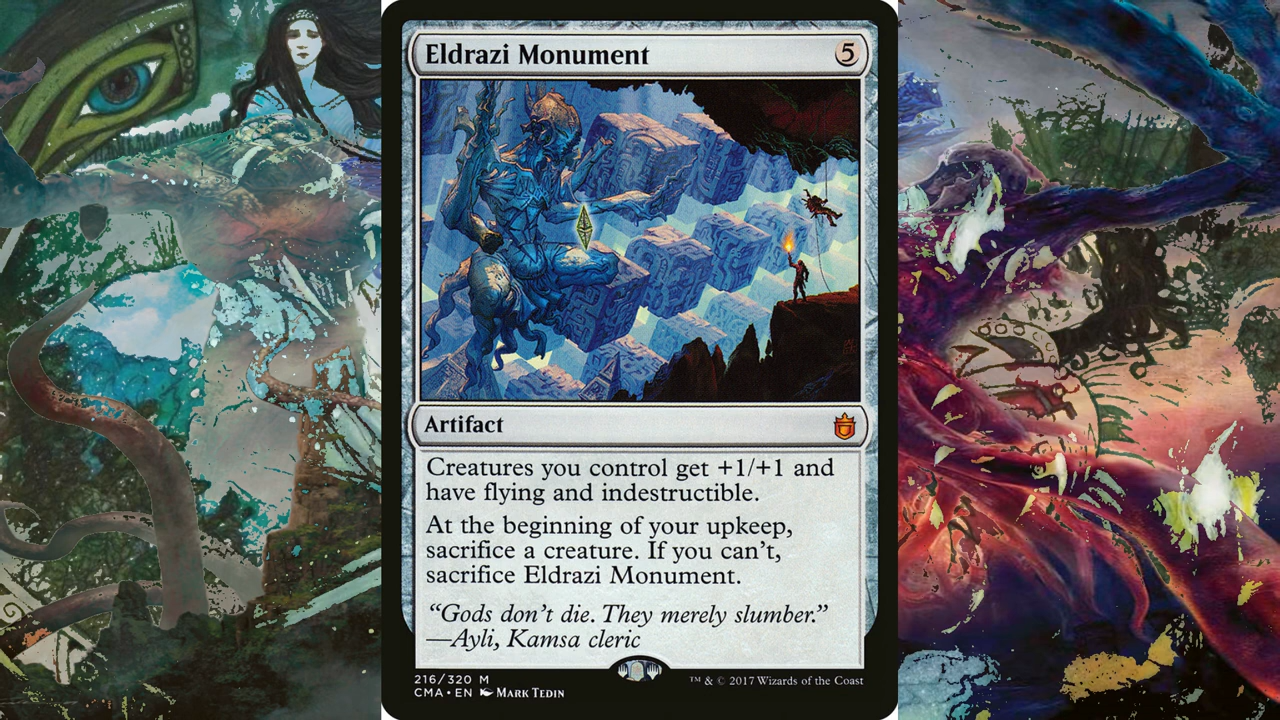 Eldrazi Monument 5
Artifact
Creatures you control get +1/+1 and
have flying and indestructible.
At the beginning of your upkeep,
sacrifice a creature. If you can't,
sacrifice Eldrazi Monument.
“Gods don't die. They merely slumber.”
—Ayli, Kamsa cleric
216/320 M
CMA • EN Mark Tedin
™ & © 2017 Wizards of the Coast